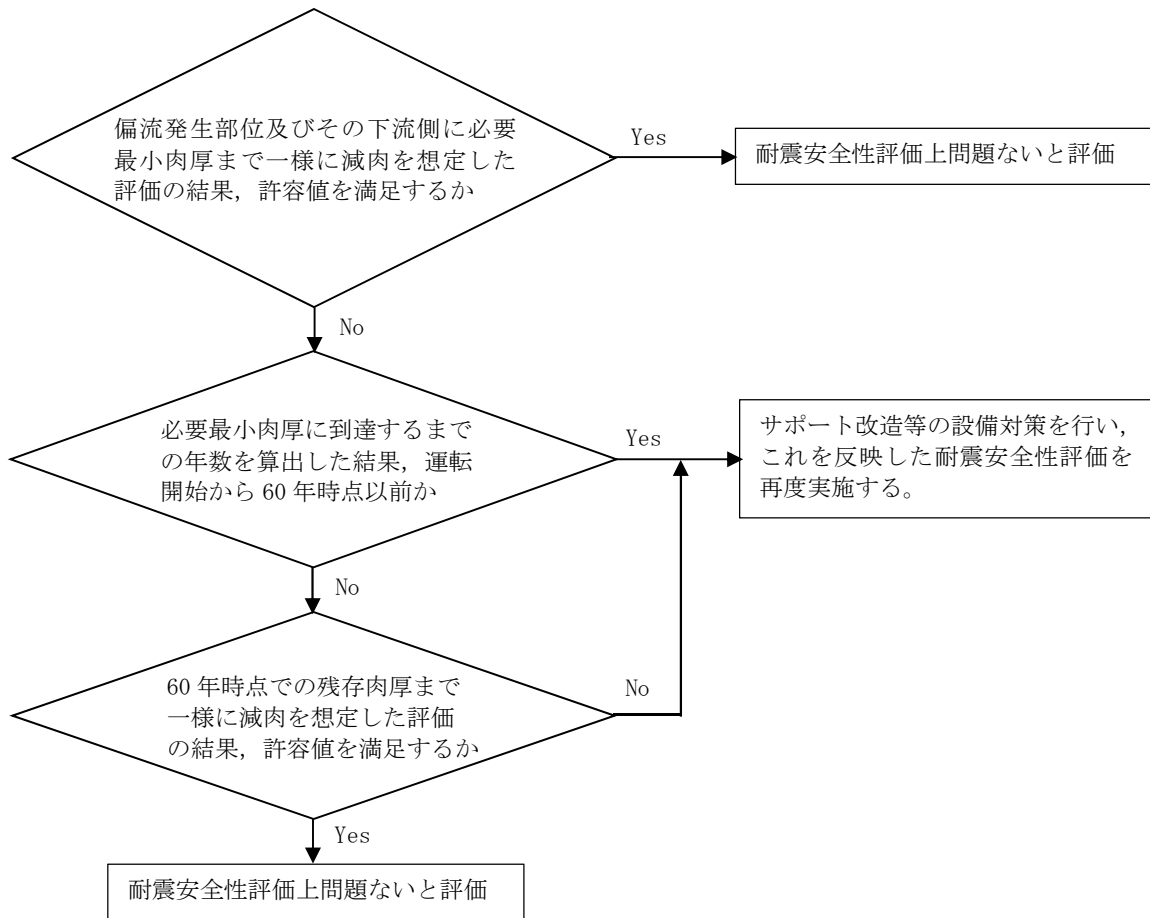 偏流発生部位及びその下流側に必要
最小肉厚まで一様に減肉を想定した
評価の結果，許容値を満足するか
Yes
耐震安全性評価上問題ないと評価
No
必要最小肉厚に到達するまで
の年数を算出した結果，運転
開始から 60 年時点以前か
Yes
サポート改造等の設備対策を行い，
これを反映した耐震安全性評価を
再度実施する。
No
60 年時点での残存肉厚まで
一様に減肉を想定した評価
の結果，許容値を満足するか
No
Yes
耐震安全性評価上問題ないと評価